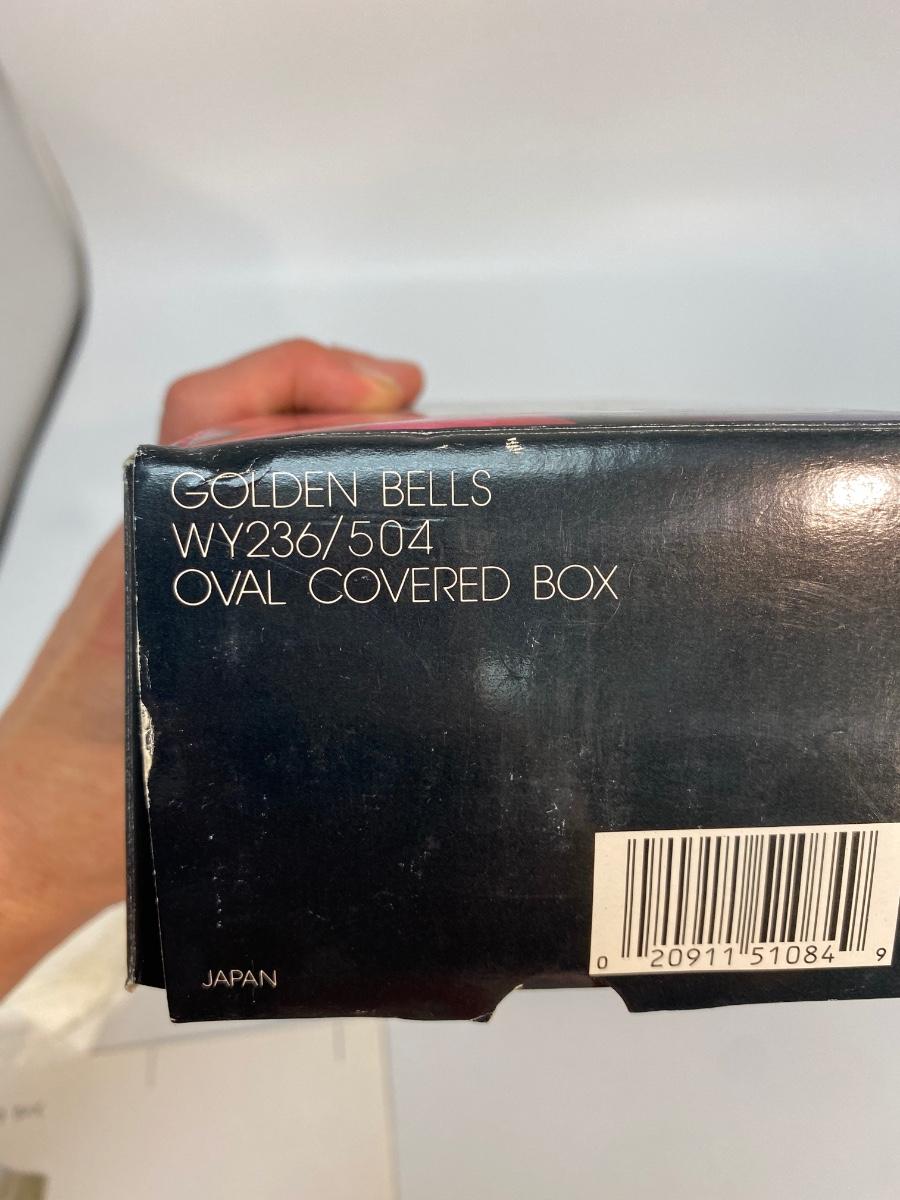 GOLDEN BELLS
WY236/504
OVAL COVERED BOX
JAPAN
0 20911 51084 9